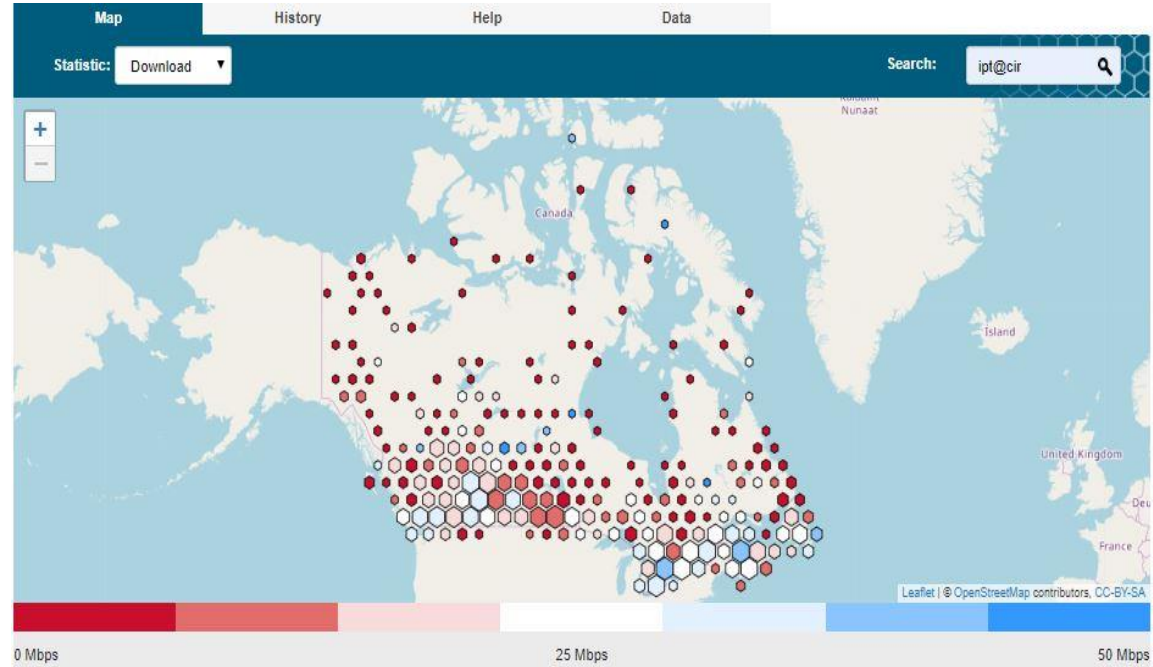 Map History Help Data
Statistic: Download Search: ipt@cir
Nunaat
+
−
Canada
Ísland
United Kingdom
Deu
France
Leaflet | © OpenStreetMap contributors, CC-BY-SA
0 Mbps 25 Mbps 50 Mbps